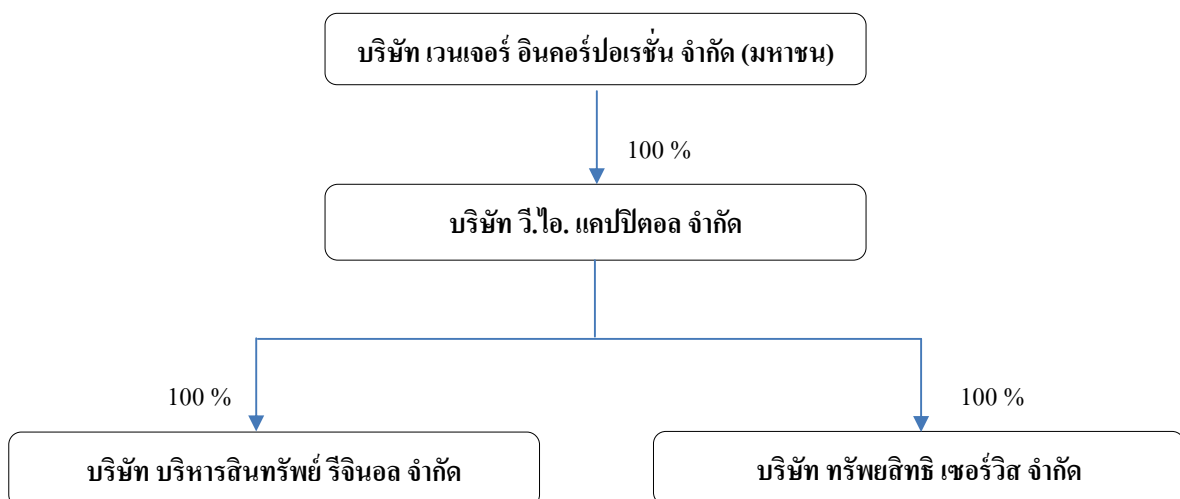 บริษัท เวนเจอร์ อินคอร์ปอเรชั่น จำกัด (มหาชน)
100 %
บริษัท วี.ไอ. แคปปิตอล จำกัด
100 %
100 %
บริษัท บริหารสินทรัพย์ รีจินอล จำกัด
บริษัท ทรัพยสิทธิ เซอร์วิส จำกัด